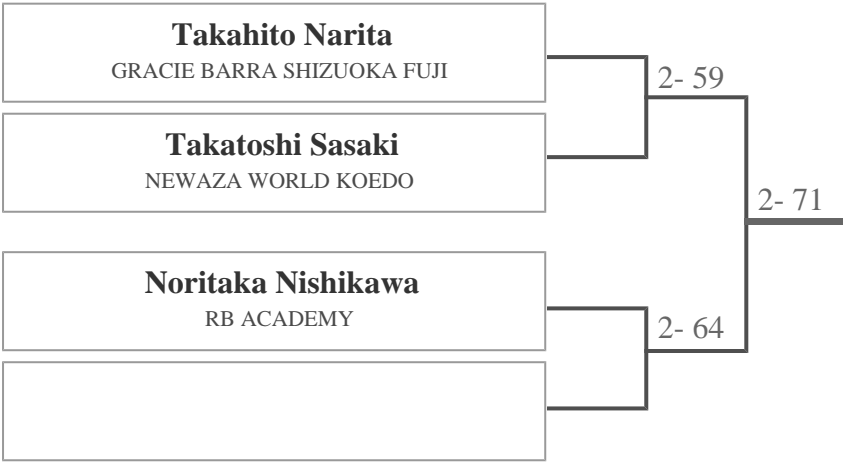 Takahito Narita
GRACIE BARRA SHIZUOKA FUJI
2- 59
Takatoshi Sasaki
NEWAZA WORLD KOEDO
2- 71
Noritaka Nishikawa
RB ACADEMY
2- 64